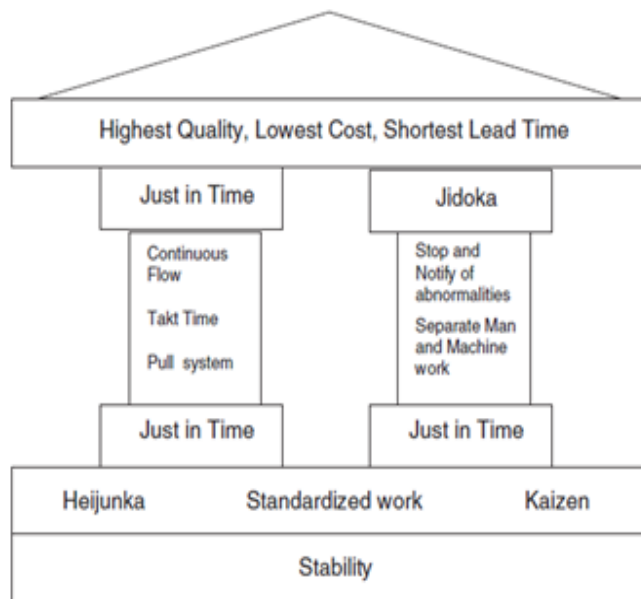 Highest Quality, Lowest Cost, Shortest Lead Time
Just in Time
Jidoka
Continuous
Flow
Takt Time
Pull system
Stop and
Notify of
abnormalities
Separate Man
and Machine
work
Just in Time
Just in Time
Heijunka Standardized work Kaizen
Stability